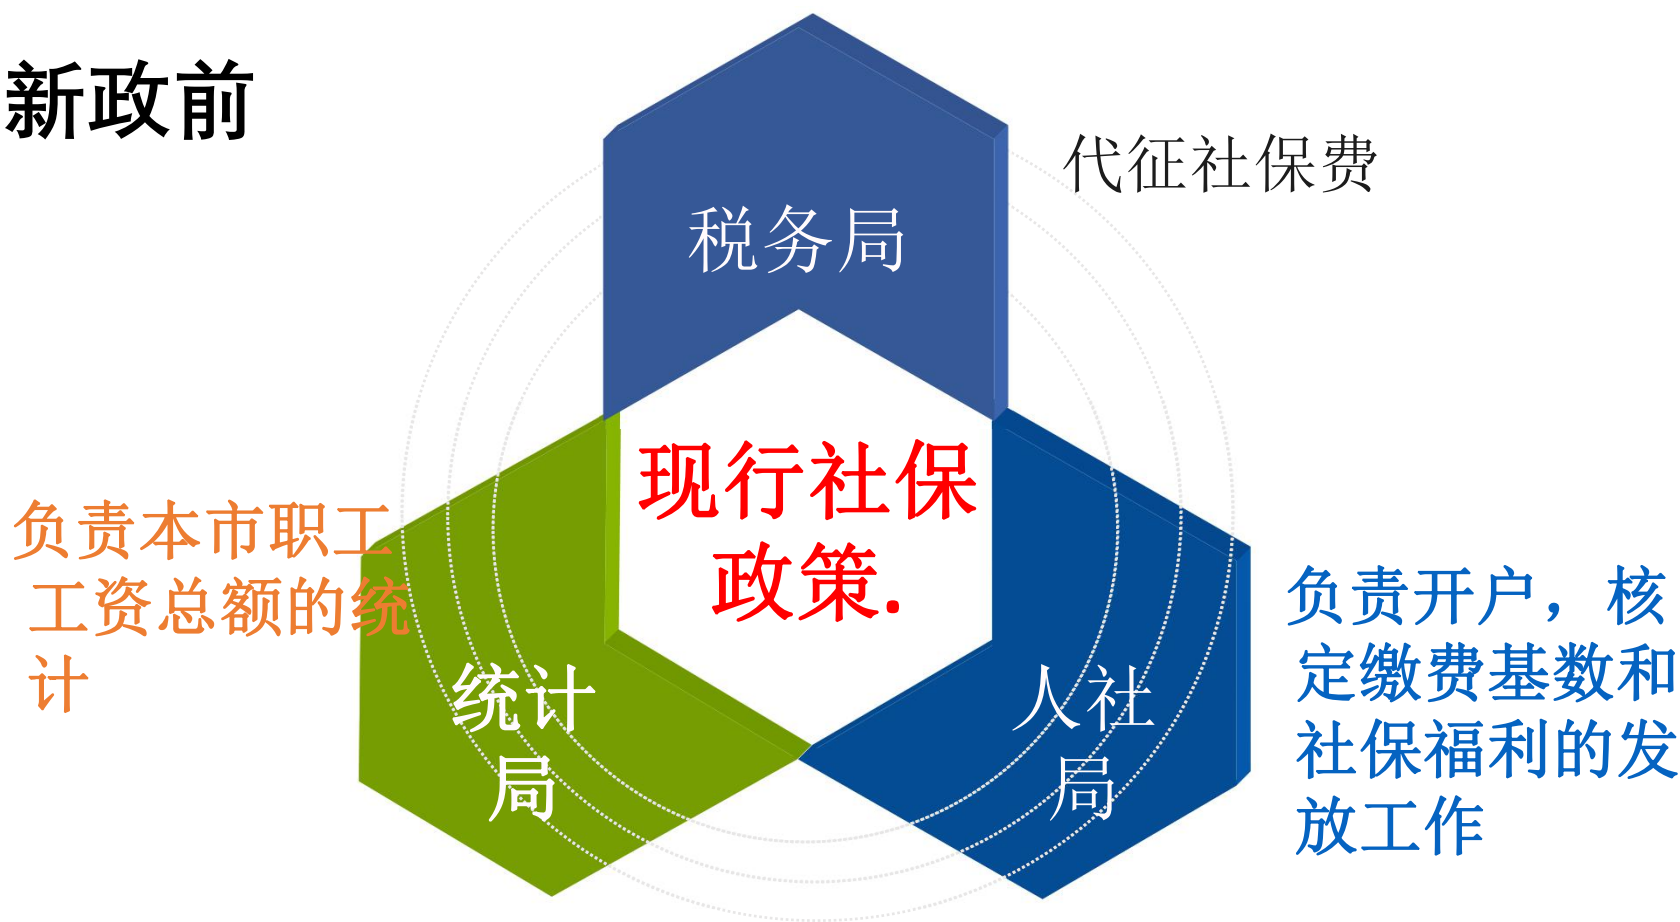 新政前
代征社保费
税务局
现行社保
政策.
负责本市职工
工资总额的统
计
统计
局
人社
局
负责开户，核
定缴费基数和
社保福利的发
放工作